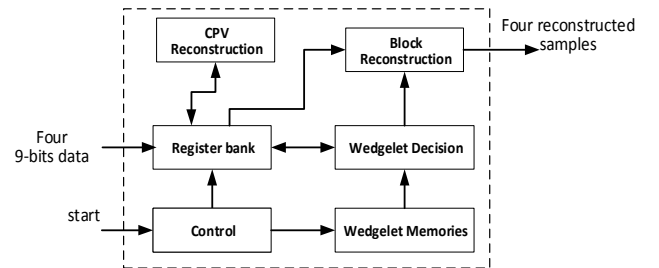 CPV
Reconstruction
Block
Reconstruction
Four reconstructed
samples
Four
9-bits data
Register bank
Wedgelet Decision
start
Control
Wedgelet Memories